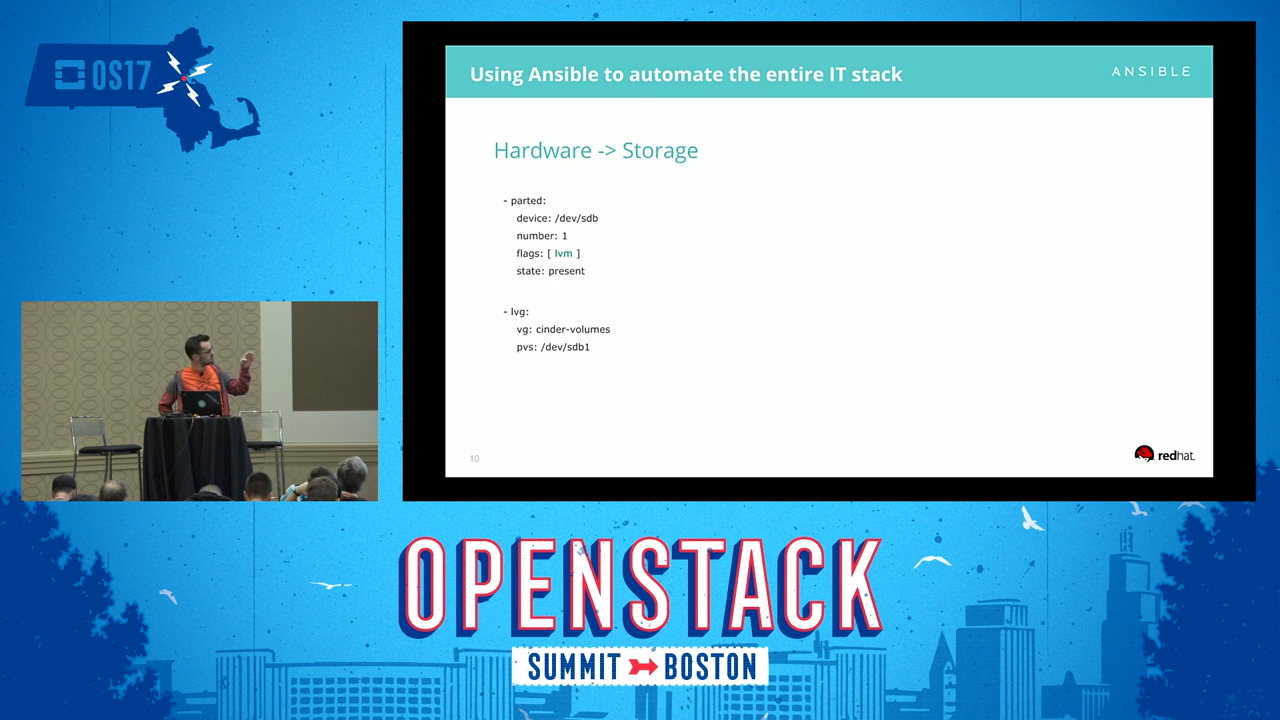 OS17
Using Ansible to automate the entire IT stack
ANSIBLE
Hardware -> Storage
- parted:
device: /dev/sdb
number: 1
flags: [ lvm ]
state: present
- lvg:
vg: cinder-volumes
pvs: /dev/sdb1
10
redhat.
OPENSTACK
SUMMIT BOSTON